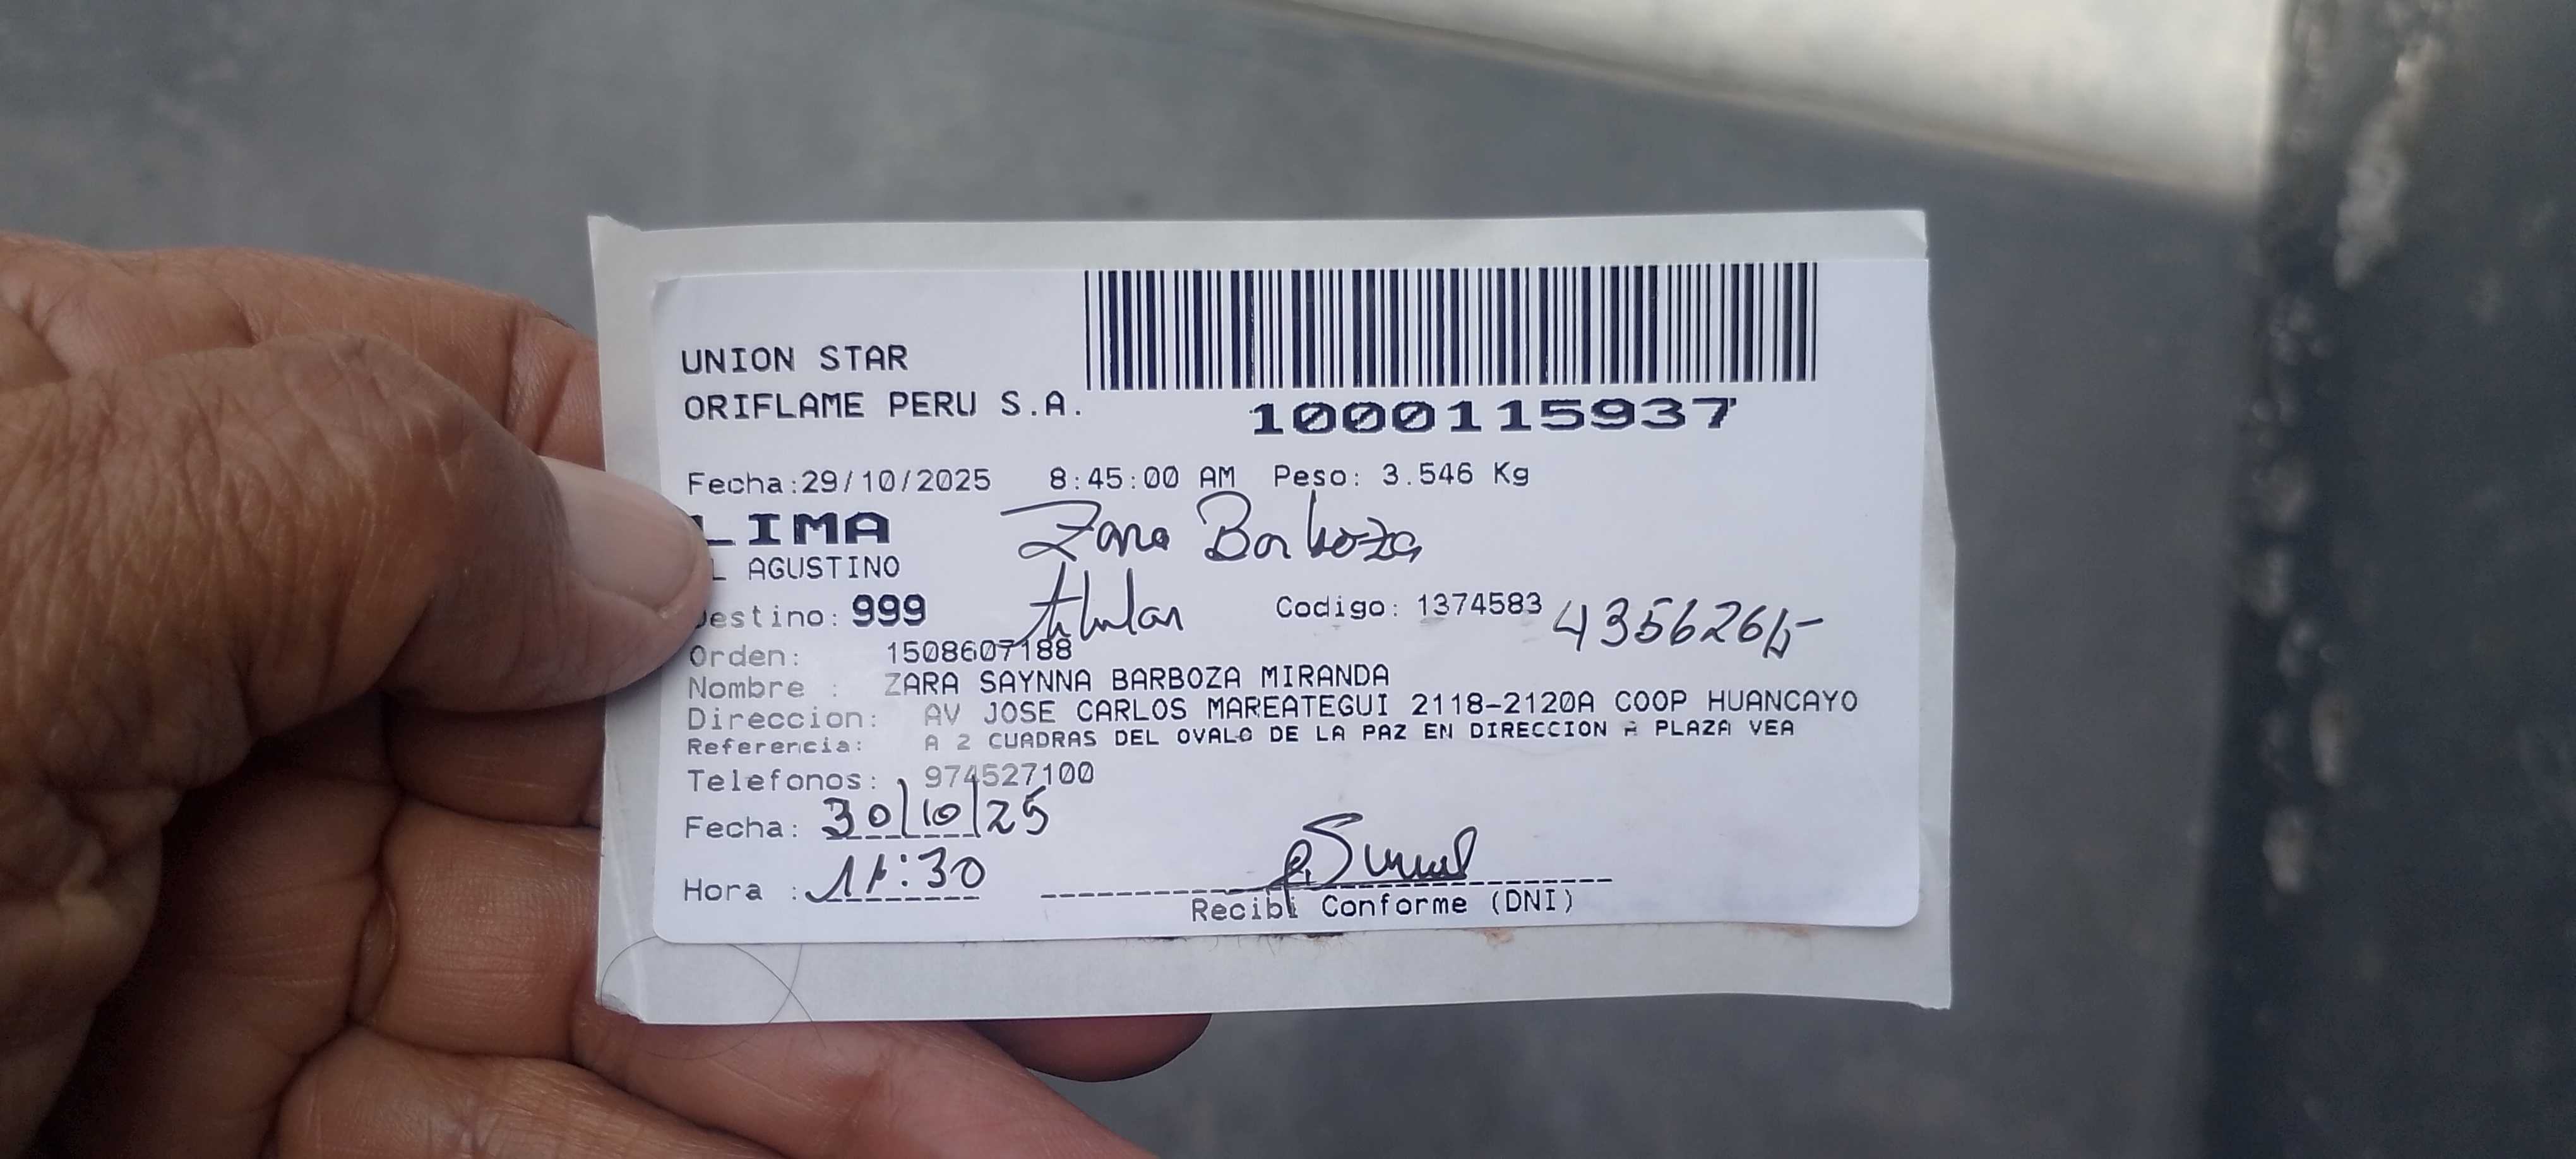 UNION STAR
ORIFLAME PERU S.A.
1000115937
Fecha:29/10/2025 8:45:00 AM Peso: 3.546 Kg
LIMA
Zara Barboza
L AGUSTINO
Destino: 999
titular
Codigo: 1374583
Orden: 1508607188
Nombre : ZARA SAYNNA BARBOZA MIRANDA
Direccion: AV JOSE CARLOS MAREATEGUI 2118-2120A COOP HUANCAYO
Referencia: A 2 CUADRAS DEL OVALO DE LA PAZ EN DIRECCION A PLAZA VEA
Telefonos: 974527100
Fecha: 30/10/25
Hora : 11:30
Recibi Conforme (DNI)